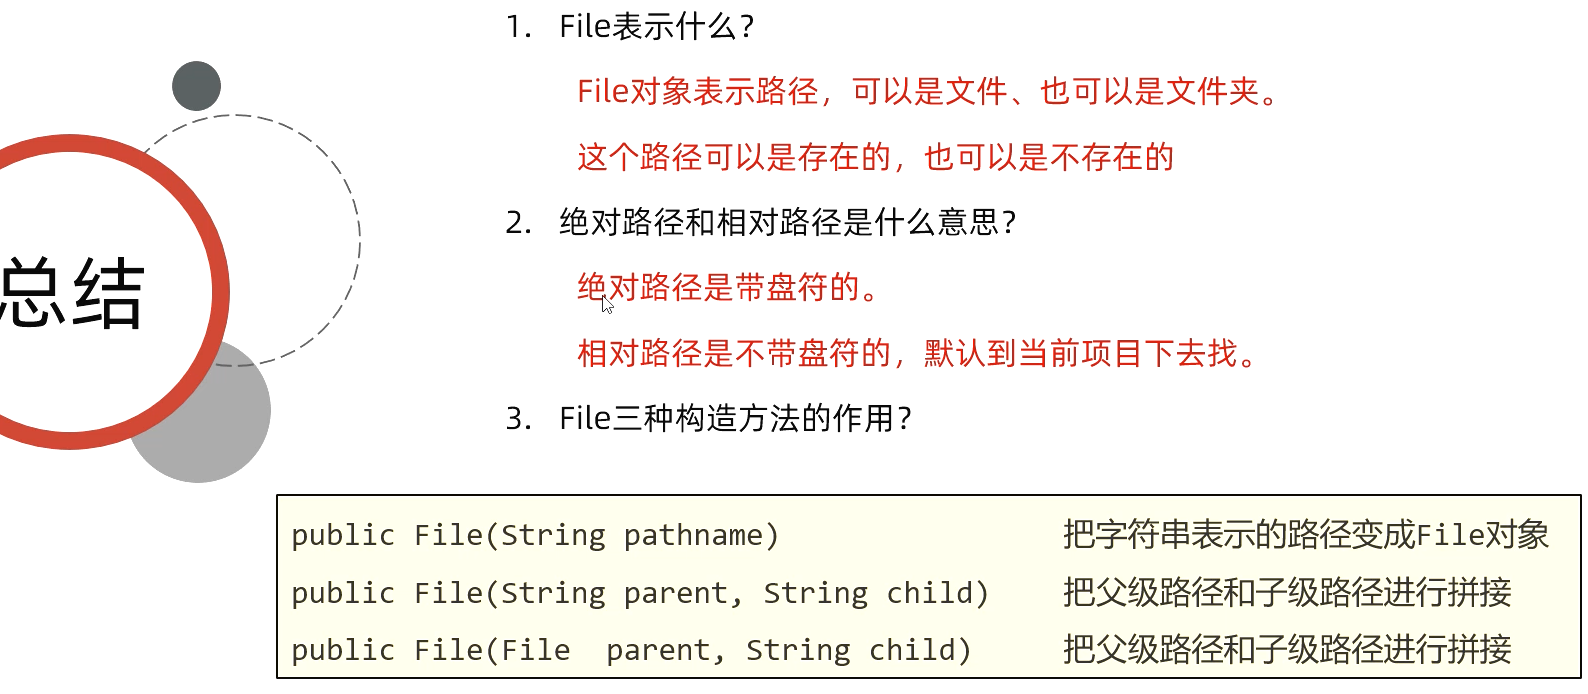 总结
1. File表示什么？
File对象表示路径，可以是文件、也可以是文件夹。
这个路径可以是存在的，也可以是不存在的
2. 绝对路径和相对路径是什么意思？
绝对路径是带盘符的。
相对路径是不带盘符的，默认到当前项目下去找。
3. File三种构造方法的作用？
public File(String pathname) 把字符串表示的路径变成File对象
public File(String parent, String child) 把父级路径和子级路径进行拼接
public File(File  parent, String child) 把父级路径和子级路径进行拼接